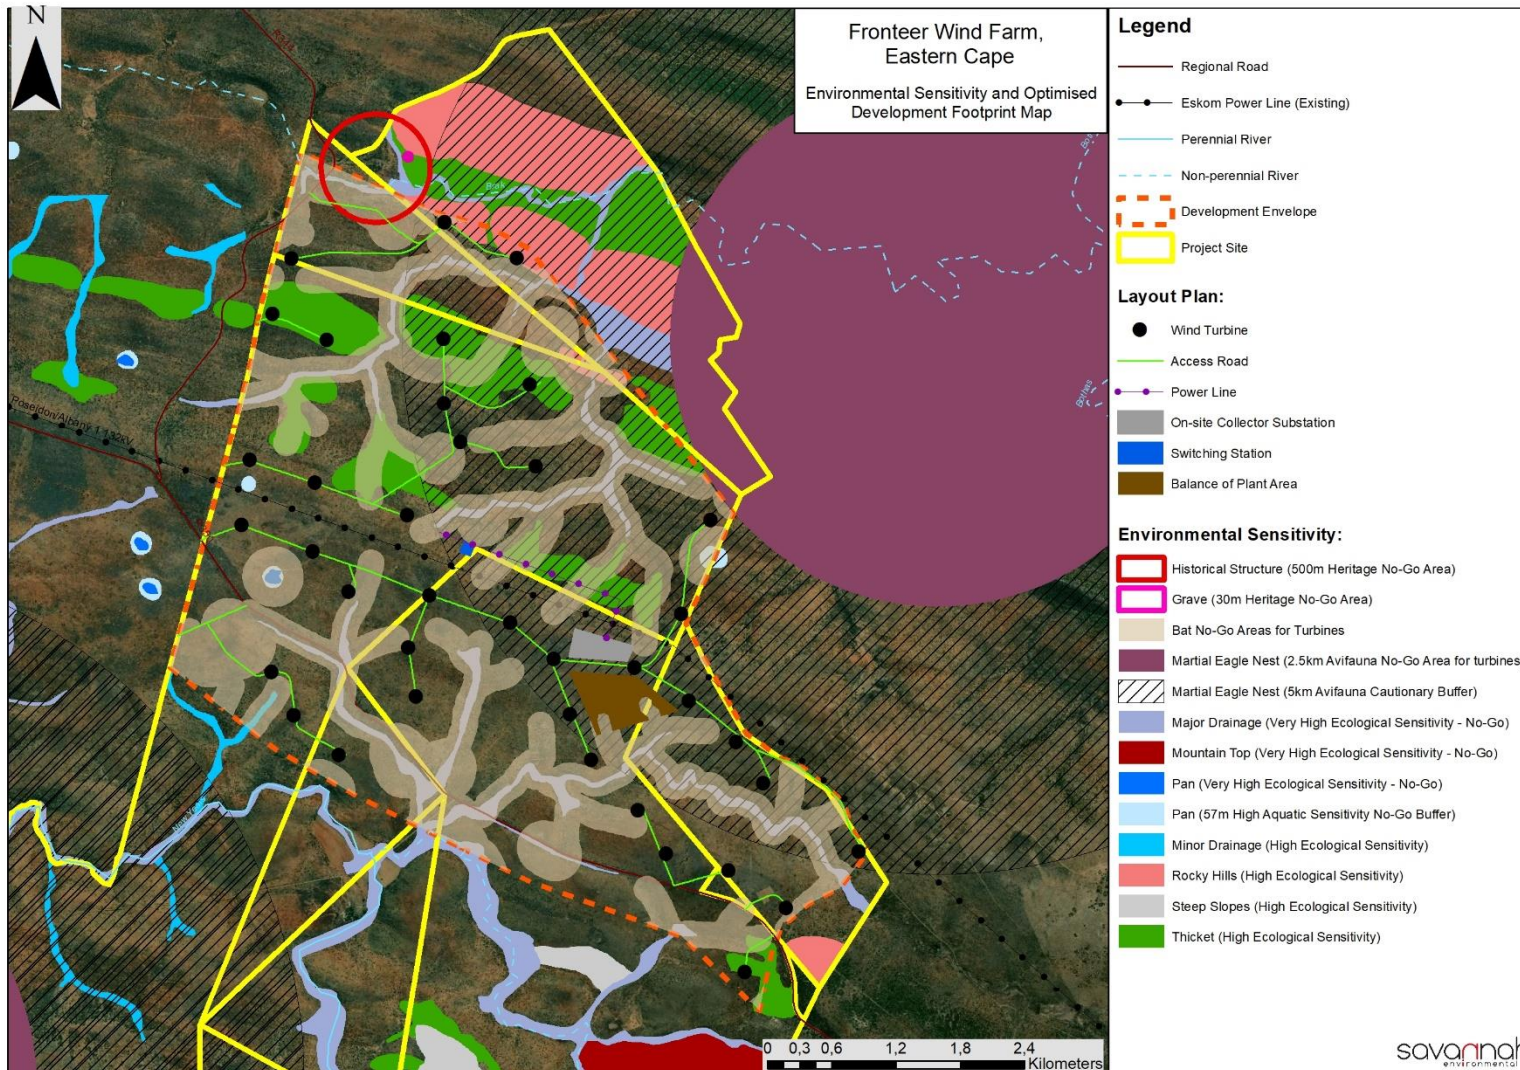 N
R344
Fronteer Wind Farm,
Eastern Cape
Environmental Sensitivity and Optimised
Development Footprint Map
Brak
Bothas
Poseidon/Albany 1 132kV
0 0,3 0,6 1,2 1,8 2,4
Kilometers
Legend
Regional Road
Eskom Power Line (Existing)
Perennial River
Non-perennial River
Development Envelope
Project Site
Layout Plan:
Wind Turbine
Access Road
Power Line
On-site Collector Substation
Switching Station
Balance of Plant Area
Environmental Sensitivity:
Historical Structure (500m Heritage No-Go Area)
Grave (30m Heritage No-Go Area)
Bat No-Go Areas for Turbines
Martial Eagle Nest (2.5km Avifauna No-Go Area for turbines
Martial Eagle Nest (5km Avifauna Cautionary Buffer)
Major Drainage (Very High Ecological Sensitivity - No-Go)
Mountain Top (Very High Ecological Sensitivity - No-Go)
Pan (Very High Ecological Sensitivity - No-Go)
Pan (57m High Aquatic Sensitivity No-Go Buffer)
Minor Drainage (High Ecological Sensitivity)
Rocky Hills (High Ecological Sensitivity)
Steep Slopes (High Ecological Sensitivity)
Thicket (High Ecological Sensitivity)
savannah
environmental